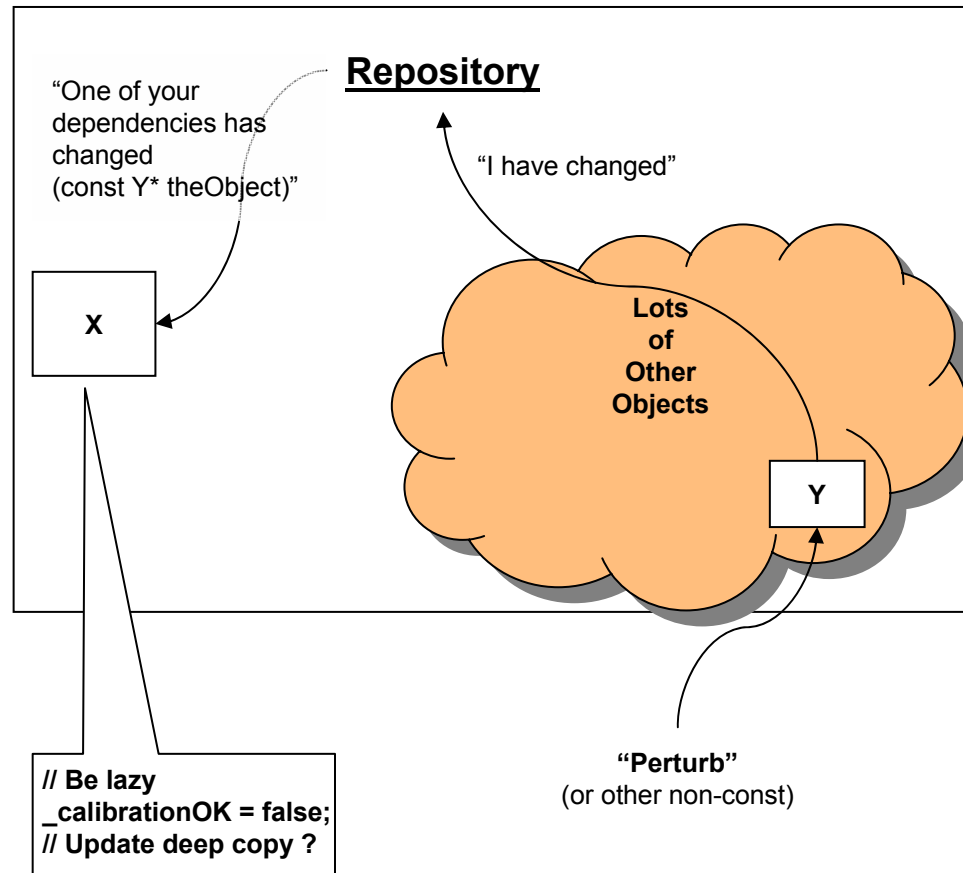 Repository
“One of your
dependencies has
changed
(const Y* theObject)”
“I have changed”
X
Lots
of
Other
Objects
Y
“Perturb”
(or other non-const)
// Be lazy
_calibrationOK = false;
// Update deep copy ?